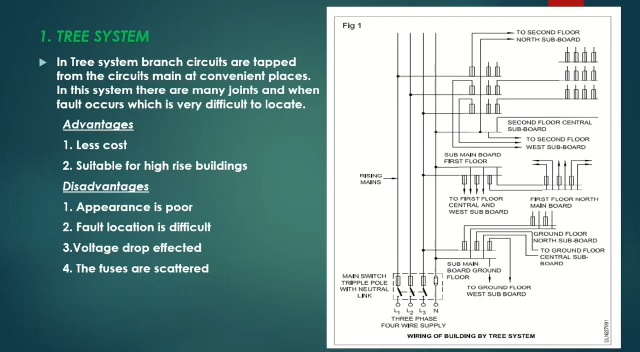 1. TREE SYSTEM
In Tree system branch circuits are tapped
from the circuits main at convenient places.
In this system there are many joints and when
fault occurs which is very difficult to locate.
Advantages
1. Less cost
2. Suitable for high rise buildings
Disadvantages
1. Appearance is poor
2. Fault location is difficult
3.Voltage drop effected
4. The fuses are scattered
Fig 1
TO SECOND FLOOR
NORTH SUB-BOARD
SECOND FLOOR CENTRAL
SUB-BOARD
TO SECOND FLOOR
WEST SUB-BOARD
SUB MAIN BOARD
FIRST FLOOR
RISING
MAINS
TO FIRST FLOOR
CENTRAL AND
WEST SUB BOARD
FIRST FLOOR NORTH
MAIN BOARD
GROUND FLOOR
NORTH SUB-BOARD
TO GROUND FLOOR
CENTRAL SUB-
BOARD
SUB MAIN
BOARD GROUND
FLOOR
TO GROUND FLOOR
WEST SUB BOARD
MAIN SWITCH
TRIPPLE POLE
WITH NEUTRAL
LINK
L1 L2 L3 N
THREE PHASE
FOUR WIRE SUPPLY
WIRING OF BUILDING BY TREE SYSTEM